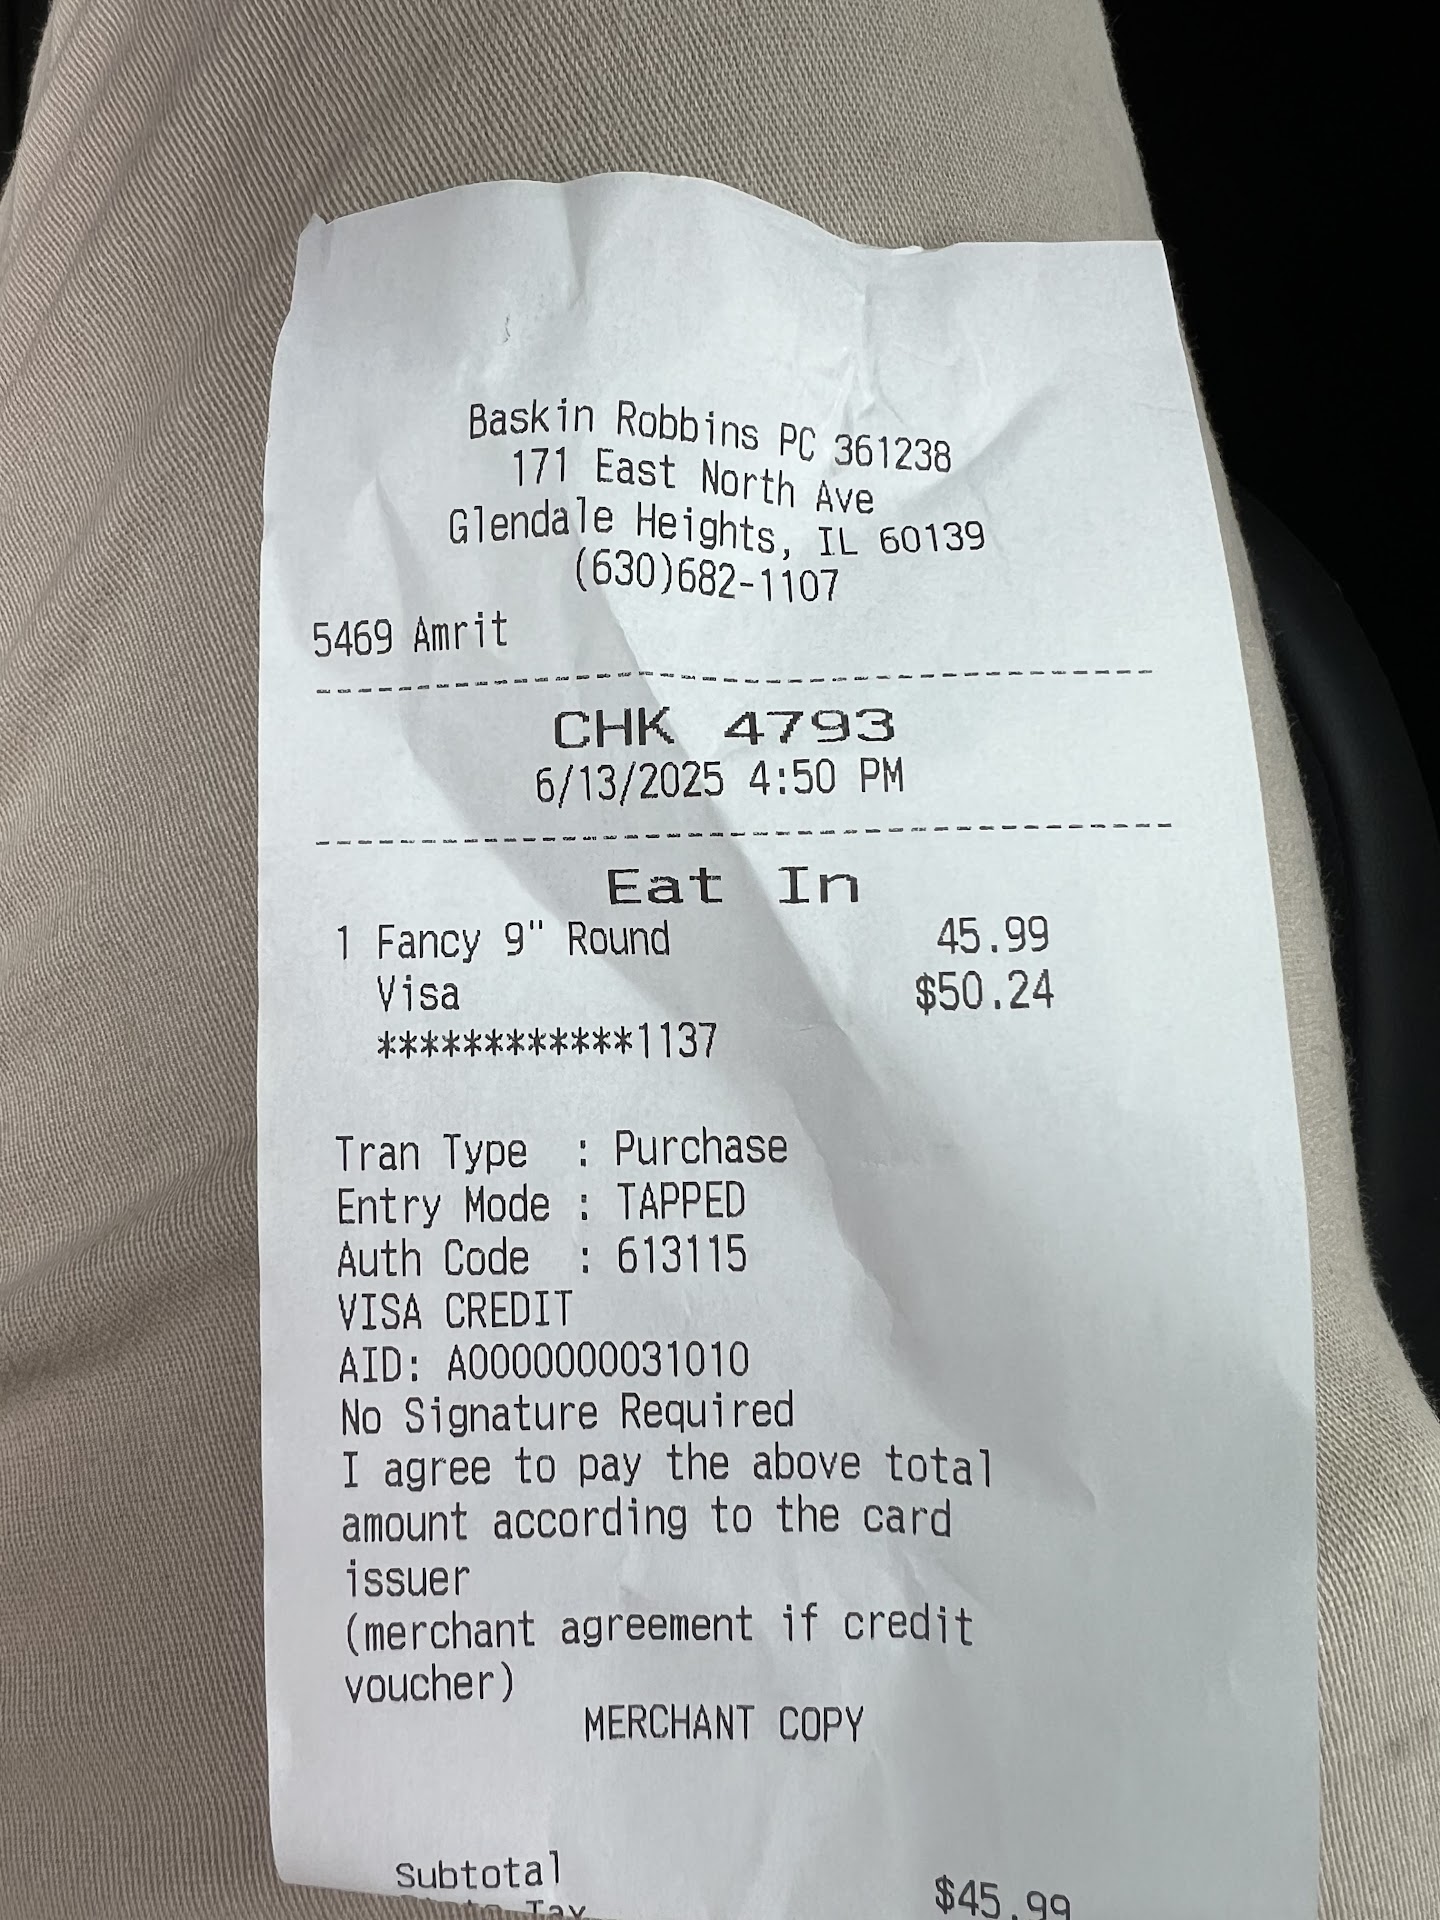 Baskin Robbins PC 361238
171 East North Ave
Glendale Heights, IL 60139
(630)682-1107
5469 Amrit
CHK 4793
6/13/2025 4:50 PM
Eat In
1 Fancy 9" Round 45.99
Visa $50.24
************1137
Tran Type : Purchase
Entry Mode : TAPPED
Auth Code : 613115
VISA CREDIT
AID: A0000000031010
No Signature Required
I agree to pay the above total
amount according to the card
issuer
(merchant agreement if credit
voucher)
MERCHANT COPY
Subtotal $45.99
Tax